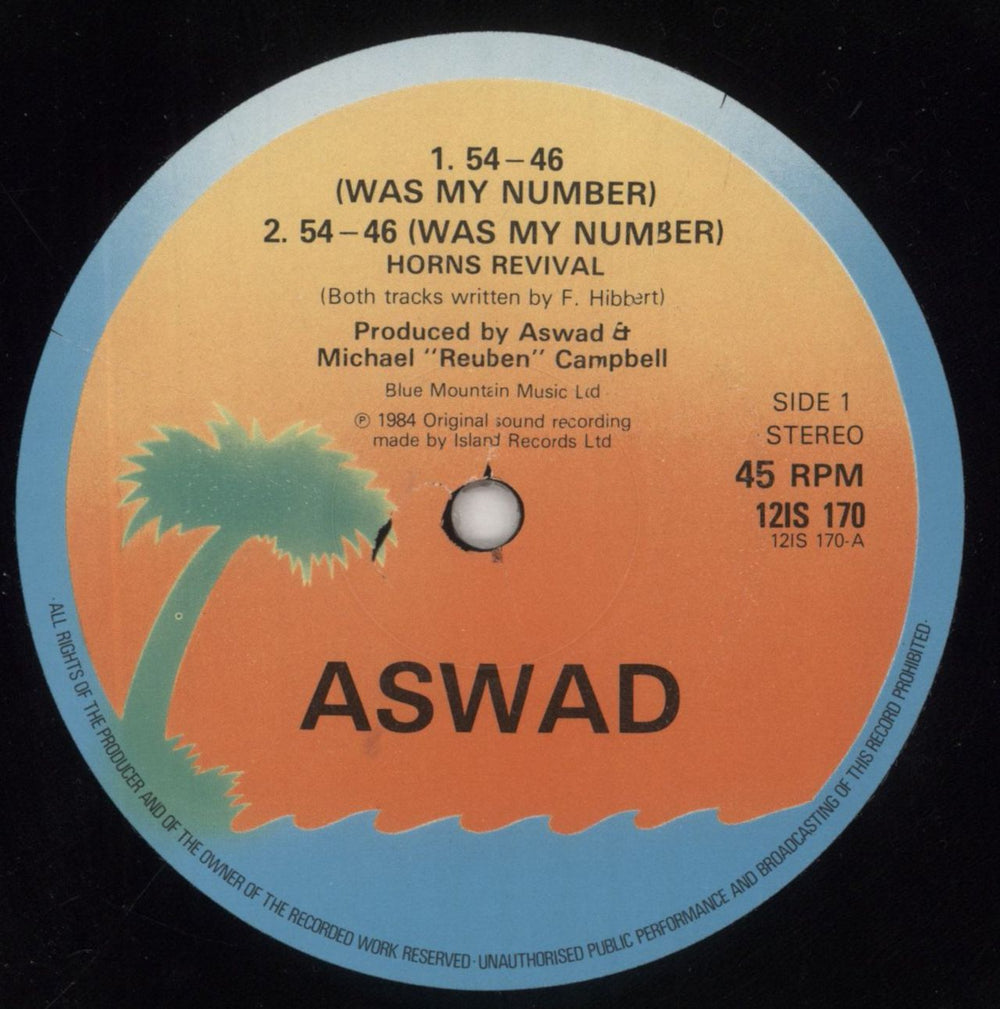 1. 54–46
(WAS MY NUMBER)
2. 54–46 (WAS MY NUMBER)
HORNS REVIVAL
(Both tracks written by F. Hibbert)
Produced by Aswad &
Michael "Reuben" Campbell
Blue Mountain Music Ltd
℗ 1984 Original sound recording
made by Island Records Ltd
SIDE 1
STEREO
45 RPM
12IS 170
12IS 170-A
ASWAD
·ALL RIGHTS OF THE PRODUCER AND OF THE OWNER OF THE RECORDED WORK RESERVED·UNAUTHORISED PUBLIC PERFORMANCE AND BROADCASTING OF THIS RECORD PROHIBITED·